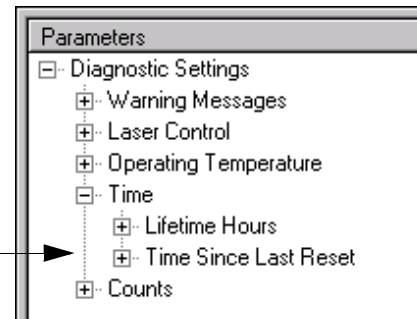 Parameters
Diagnostic Settings
Warning Messages
Laser Control
Operating Temperature
Time
Lifetime Hours
Time Since Last Reset
Counts